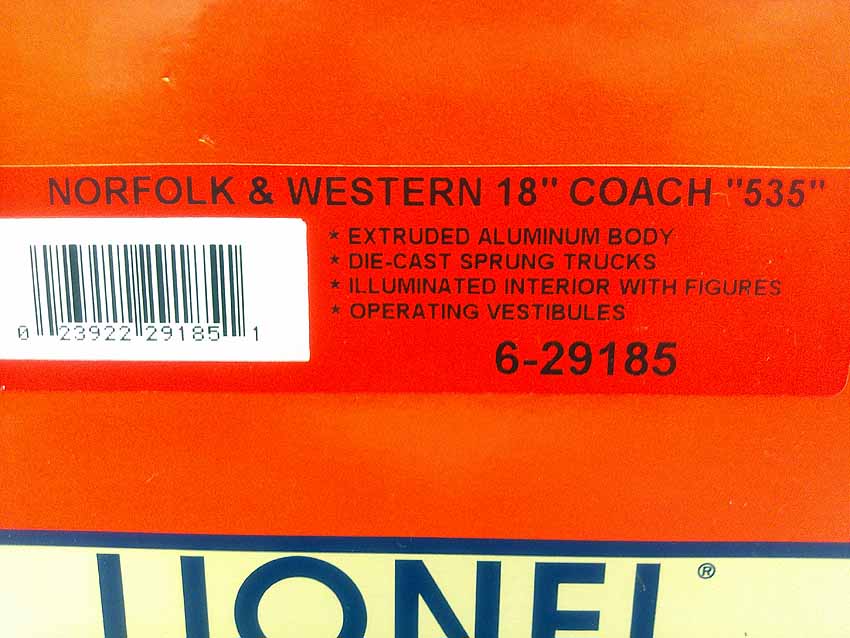 NORFOLK & WESTERN 18" COACH "535"
* EXTRUDED ALUMINUM BODY
* DIE-CAST SPRUNG TRUCKS
* ILLUMINATED INTERIOR WITH FIGURES
* OPERATING VESTIBULES
0 23922 29185 1
6-29185
LIONEL®